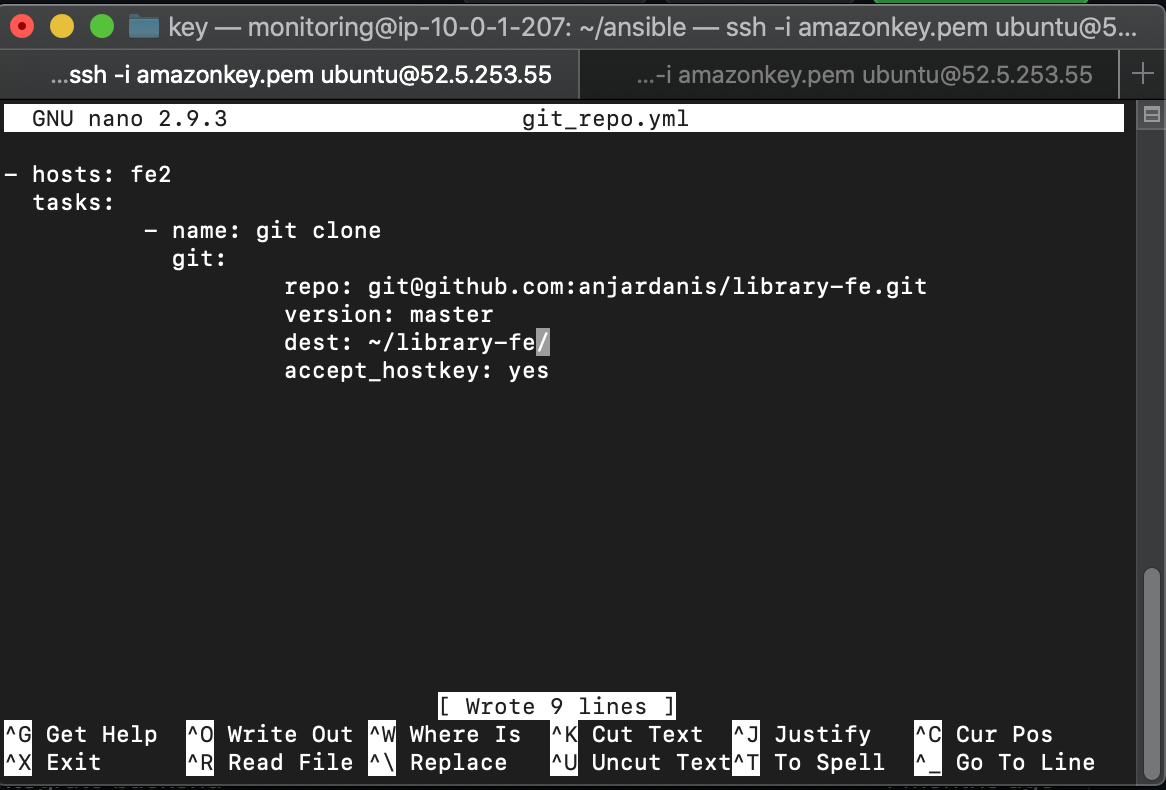 key — monitoring@ip-10-0-1-207: ~/ansible — ssh -i amazonkey.pem ubuntu@5...
...ssh -i amazonkey.pem ubuntu@52.5.253.55
...-i amazonkey.pem ubuntu@52.5.253.55
GNU nano 2.9.3 git_repo.yml
- hosts: fe2
tasks:
- name: git clone
git:
repo: git@github.com:anjardanis/library-fe.git
version: master
dest: ~/library-fe/
accept_hostkey: yes
[ Wrote 9 lines ]
^G Get Help ^O Write Out ^W Where Is ^K Cut Text ^J Justify ^C Cur Pos
^X Exit ^R Read File ^\ Replace ^U Uncut Text ^T To Spell ^_ Go To Line